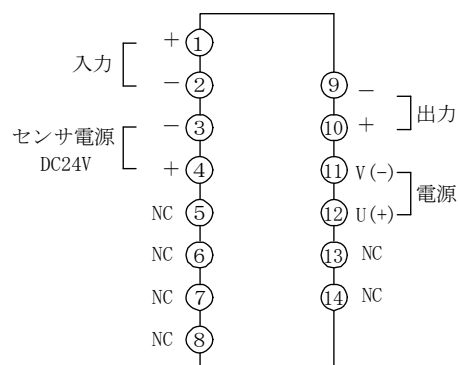 入力
+ ①
− ②
センサ電源
DC24V
− ③
+ ④
NC ⑤
NC ⑥
NC ⑦
NC ⑧
⑨ −
⑩ +
出力
⑪ V(-)
⑫ U(+)
電源
⑬ NC
⑭ NC